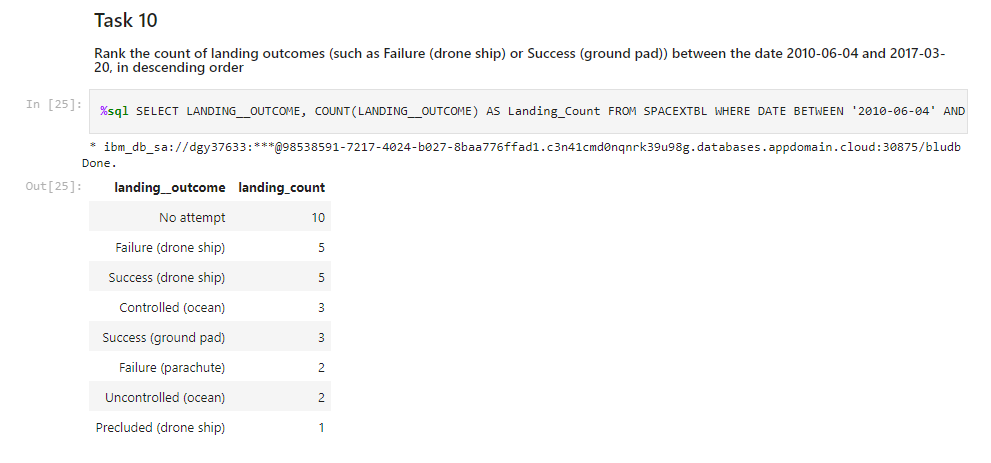 Task 10
Rank the count of landing outcomes (such as Failure (drone ship) or Success (ground pad)) between the date 2010-06-04 and 2017-03-
20, in descending order
In [25]: %sql SELECT LANDING__OUTCOME, COUNT(LANDING__OUTCOME) AS Landing_Count FROM SPACEXTBL WHERE DATE BETWEEN '2010-06-04' AND
* ibm_db_sa://dgy37633:***@98538591-7217-4024-b027-8baa776ffad1.c3n41cmd0nqnrk39u98g.databases.appdomain.cloud:30875/bludb
Done.
Out[25]: landing__outcome landing_count
No attempt 10
Failure (drone ship) 5
Success (drone ship) 5
Controlled (ocean) 3
Success (ground pad) 3
Failure (parachute) 2
Uncontrolled (ocean) 2
Precluded (drone ship) 1